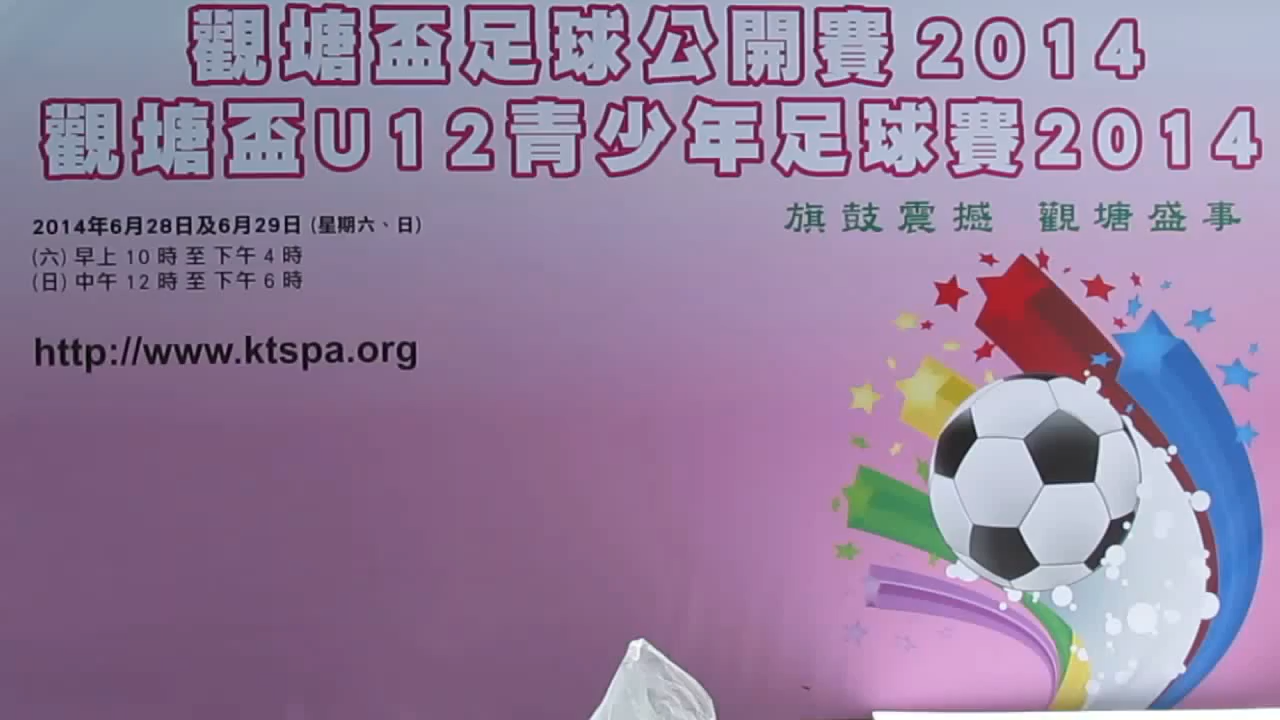 觀塘盃足球公開賽2014
觀塘盃U12青少年足球賽2014
2014年6月28日及6月29日 (星期六、日)
(六) 早上 10 時 至 下午 4 時
(日) 中午 12 時 至 下午 6 時
旗鼓震撼 觀塘盛事
http://www.ktspa.org